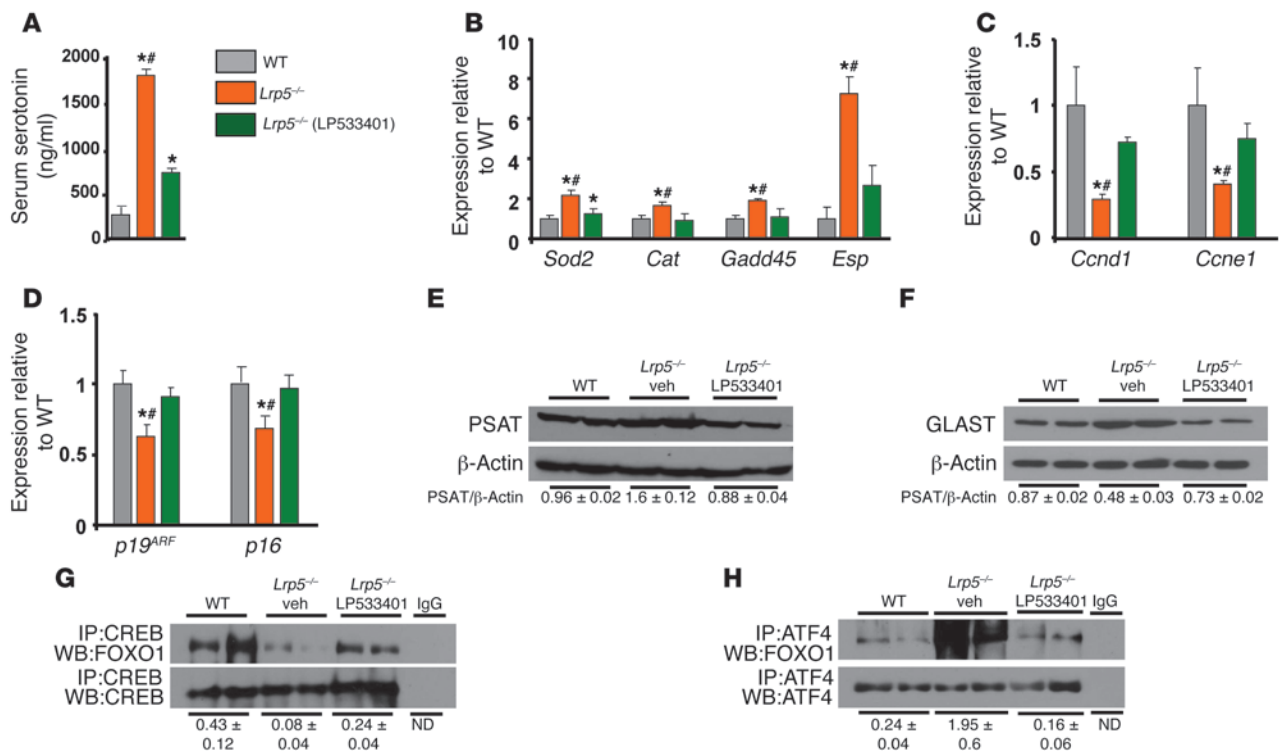 A
Serum serotonin
(ng/ml)
2000
1500
1000
500
0
*#
*
WT
Lrp5⁻/⁻
Lrp5⁻/⁻ (LP533401)
B
Expression relative
to WT
10
8
6
4
2
0
*#
*
*#
*#
*#
Sod2 Cat Gadd45 Esp
C
Expression relative
to WT
1.5
1
0.5
0
*#
*#
Ccnd1 Ccne1
D
Expression relative
to WT
1.5
1
0.5
0
*#
*#
p19ᴬᴿᶠ p16
E
WT
Lrp5⁻/⁻
veh
Lrp5⁻/⁻
LP533401
PSAT
β-Actin
PSAT/β-Actin 0.96 ± 0.02 1.6 ± 0.12 0.88 ± 0.04
F
WT
Lrp5⁻/⁻
veh
Lrp5⁻/⁻
LP533401
GLAST
β-Actin
PSAT/β-Actin 0.87 ± 0.02 0.48 ± 0.03 0.73 ± 0.02
G
WT
Lrp5⁻/⁻
veh
Lrp5⁻/⁻
LP533401
IgG
IP:CREB
WB:FOXO1
IP:CREB
WB:CREB
0.43 ±
0.12
0.08 ±
0.04
0.24 ±
0.04
ND
H
WT
Lrp5⁻/⁻
veh
Lrp5⁻/⁻
LP533401
IgG
IP:ATF4
WB:FOXO1
IP:ATF4
WB:ATF4
0.24 ±
0.04
1.95 ±
0.6
0.16 ±
0.06
ND